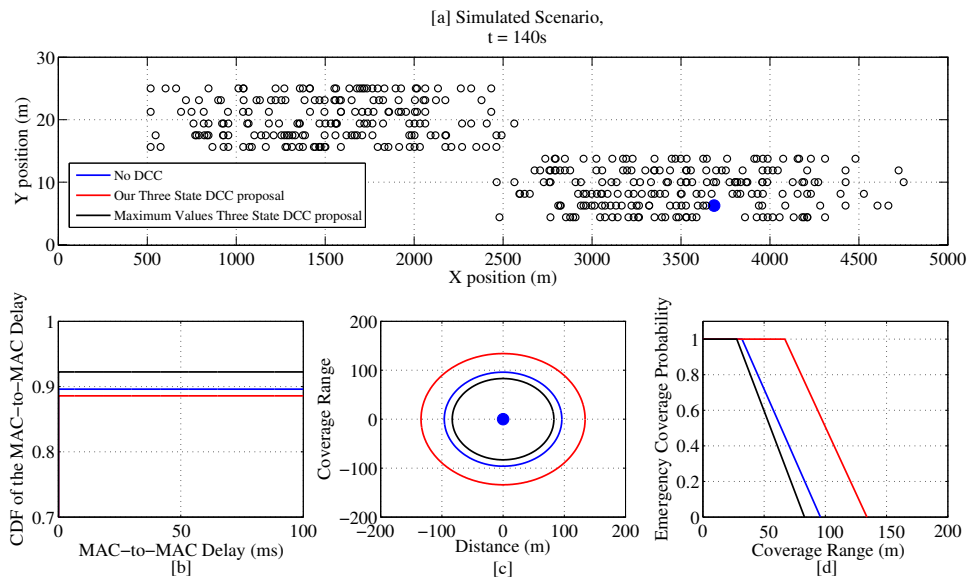 [a] Simulated Scenario,
t = 140s
Y position (m)
30
20
10
0
No DCC
Our Three State DCC proposal
Maximum Values Three State DCC proposal
0 500 1000 1500 2000 2500 3000 3500 4000 4500 5000
X position (m)
CDF of the MAC−to−MAC Delay
1
0.9
0.8
0.7
0 50 100
MAC−to−MAC Delay (ms)
[b]
Coverage Range
200
100
0
−100
−200
−200 −100 0 100 200
Distance (m)
[c]
Emergency Coverage Probability
1
0.8
0.6
0.4
0.2
0
0 50 100 150 200
Coverage Range (m)
[d]